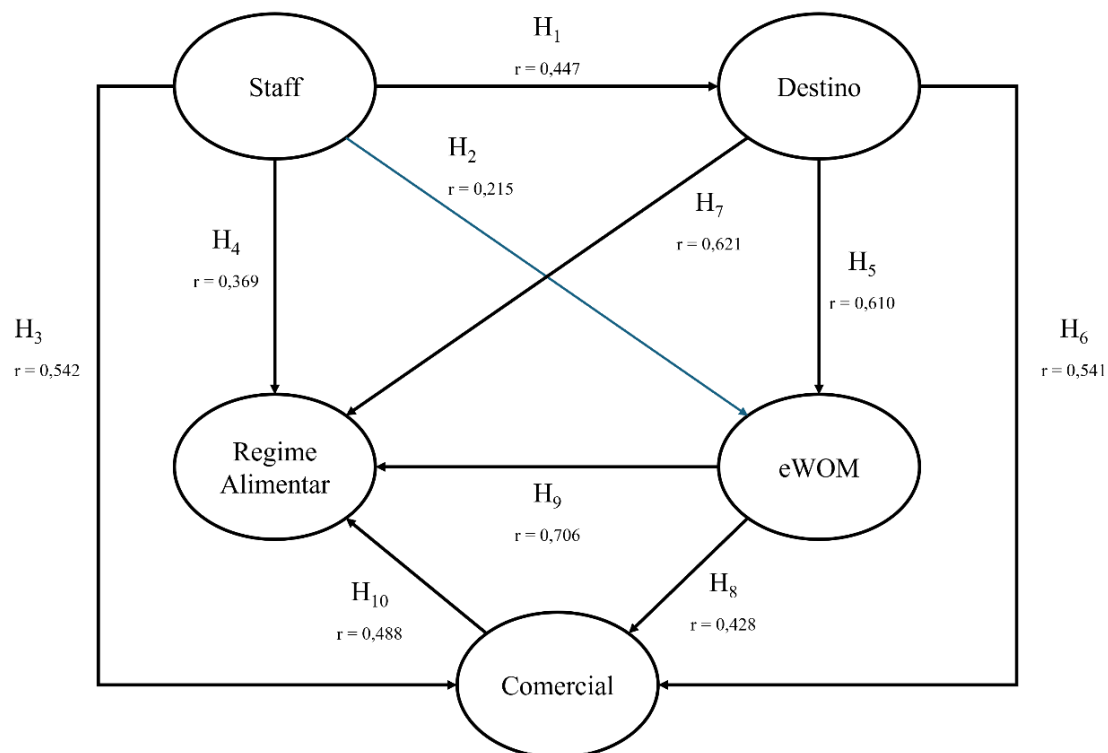 H₁
r = 0,447
Staff
Destino
H₂
r = 0,215
H₇
r = 0,621
H₄
r = 0,369
H₅
r = 0,610
H₃
r = 0,542
H₆
r = 0,541
Regime
Alimentar
eWOM
H₉
r = 0,706
H₁₀
r = 0,488
H₈
r = 0,428
Comercial